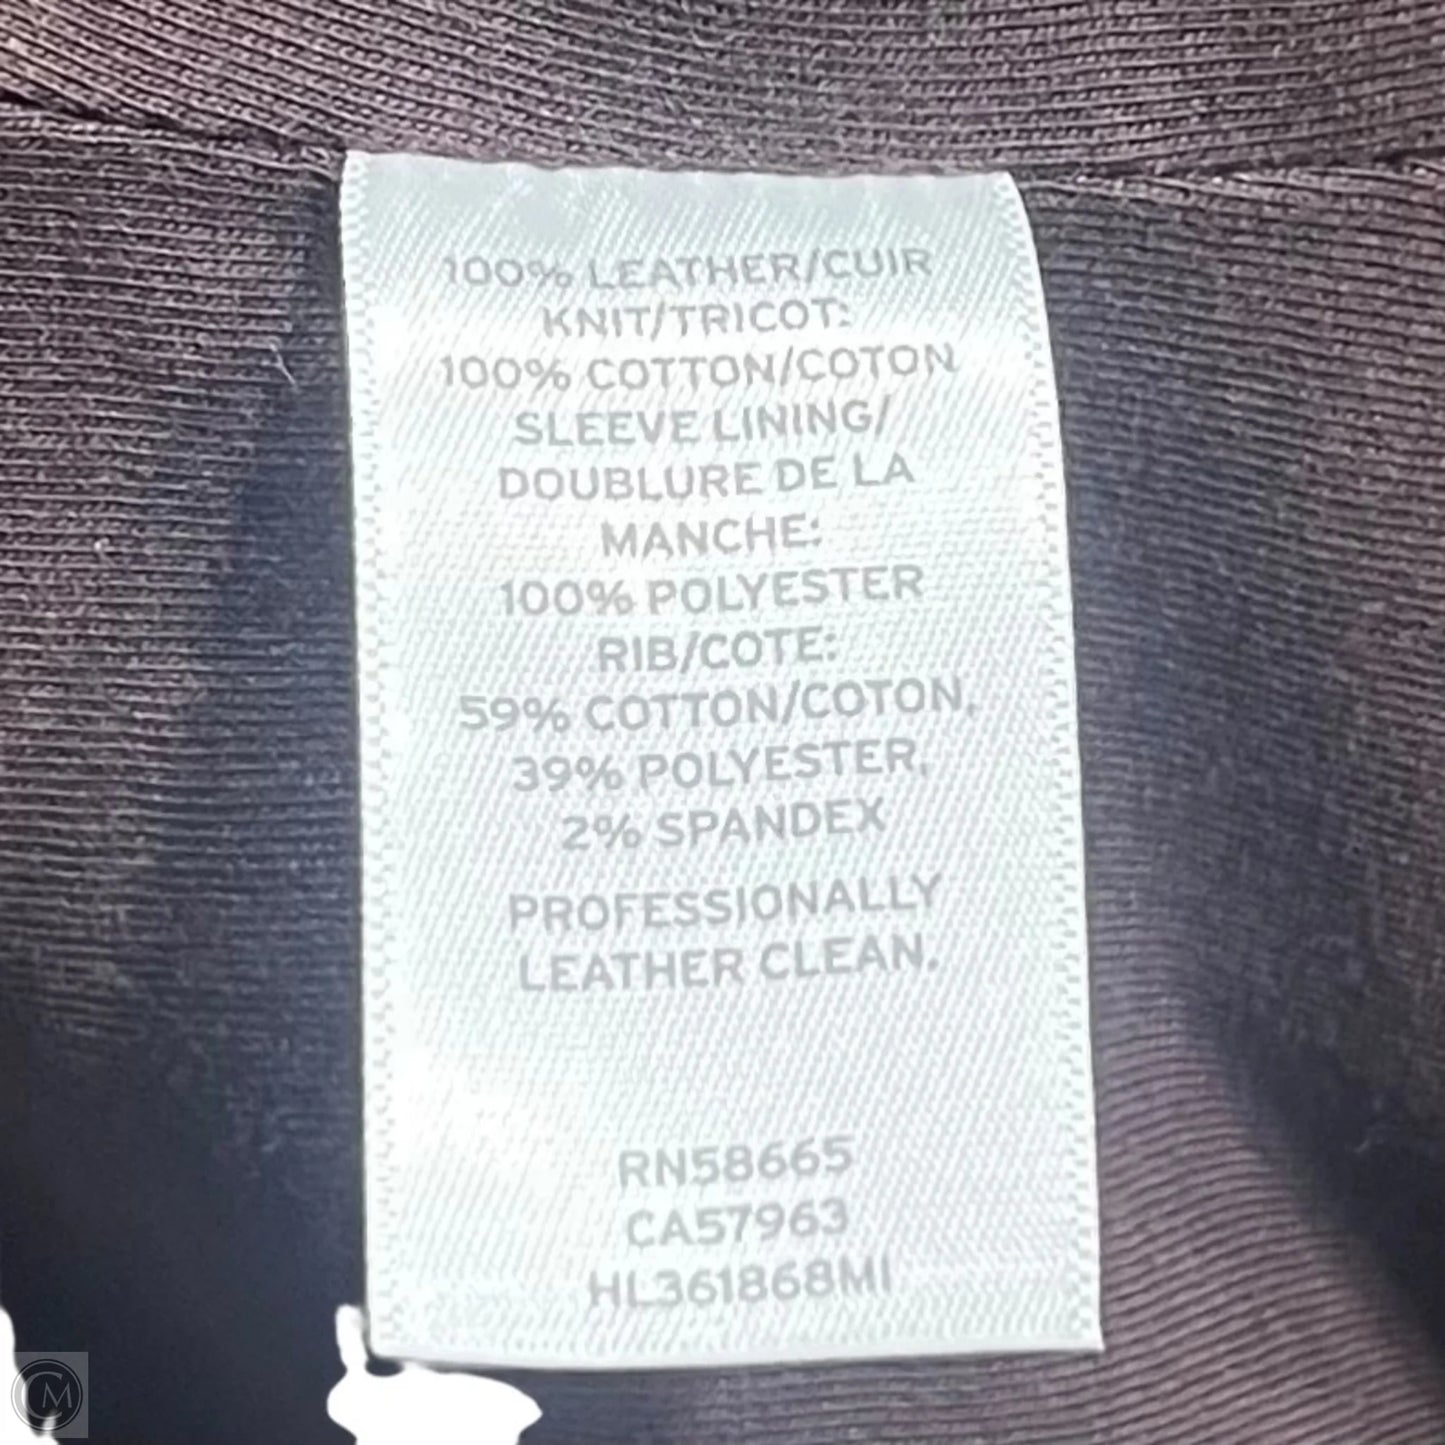 100% LEATHER/CUIR
KNIT/TRICOT:
100% COTTON/COTON
SLEEVE LINING/
DOUBLURE DE LA
MANCHE:
100% POLYESTER
RIB/COTE:
59% COTTON/COTON,
39% POLYESTER,
2% SPANDEX
PROFESSIONALLY
LEATHER CLEAN.
RN58665
CA57963
HL361868MI
CM